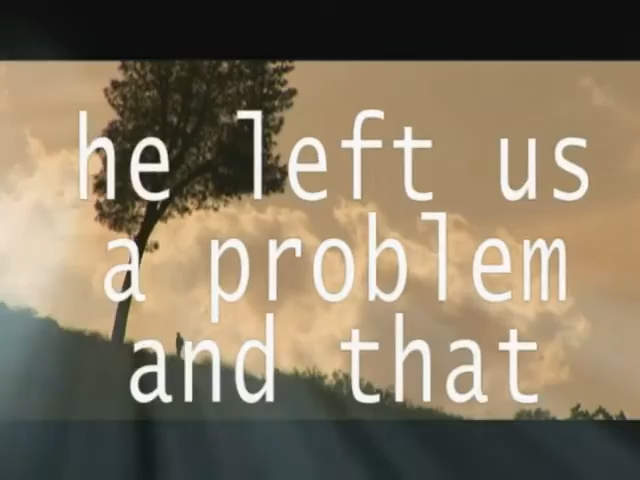 he left us
a problem
and that